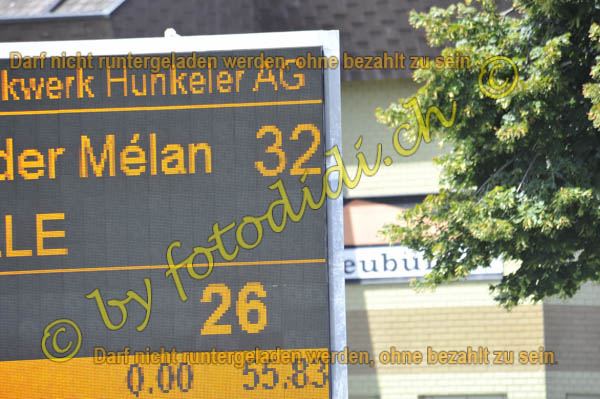 Darf nicht runtergeladen werden, ohne bezahlt zu sein.
kwerk Hunkeler AG
der Mélan 32
LE
© by fotodidi.ch ©
eubü
26
Darf nicht runtergeladen werden, ohne bezahlt zu sein.
0.00 55.83